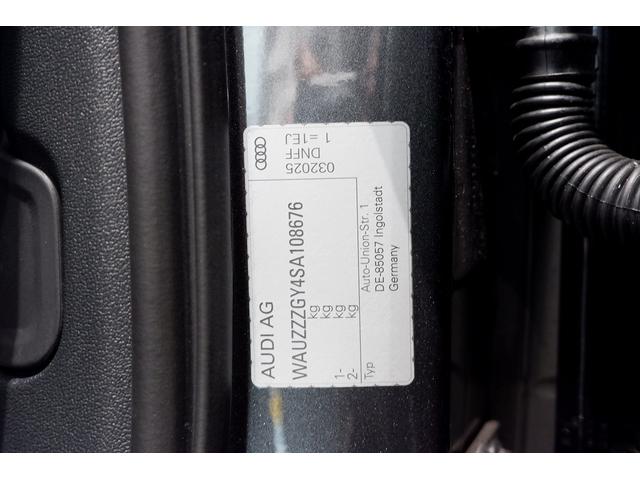 AUDI AG
WAUZZZGY4SA108676
kg
kg
1- kg
2- kg
Typ
032025
DNFF
1=1EJ
Auto-Union-Str. 1
DE-85057 Ingolstadt
Germany